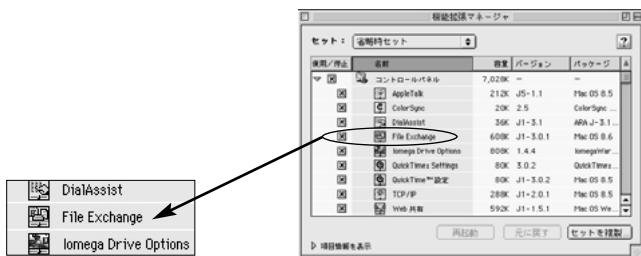 機能拡張マネージャ
セット： 省略時セット
使用/停止 名前 容量 バージョン パッケージ
コントロールパネル 7,028K – –
AppleTalk 212K J5-1.1 Mac OS 8.5
ColorSync 20K 2.5 ColorSync ...
DialAssist 36K J1-3.1 ARA J-3.1...
File Exchange 608K J1-3.0.1 Mac OS 8.6
Iomega Drive Options 808K 1.4.4 IomegaWar...
QuickTime Settings 80K 3.0.2 QuickTime...
QuickTime™ 設定 80K J1-3.0.2 Mac OS 8.5
TCP/IP 288K J1-2.0.1 Mac OS 8.5
Web 共有 592K J1-1.5.1 Mac OS We...
再起動 元に戻す セットを複製...
項目情報を表示
DialAssist
File Exchange
Iomega Drive Options